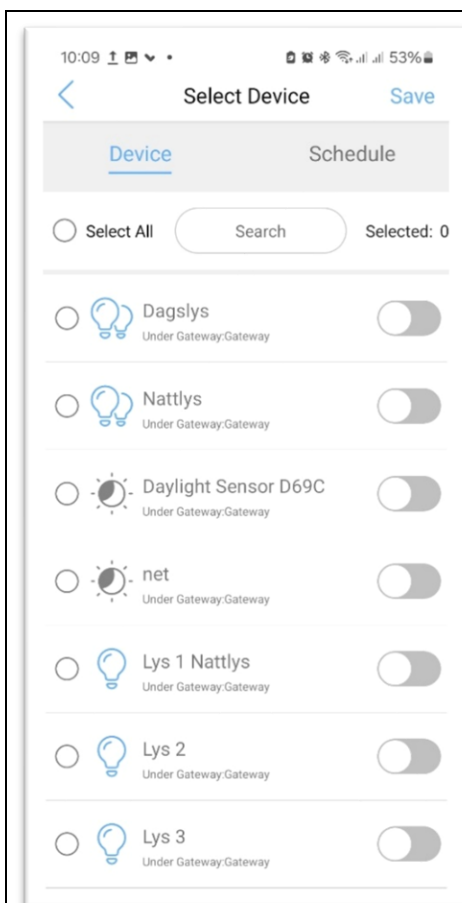 10:09
53%
Select Device
Save
Device
Schedule
Select All
Search
Selected: 0
Dagslys
Under Gateway:Gateway
Nattlys
Under Gateway:Gateway
Daylight Sensor D69C
Under Gateway:Gateway
net
Under Gateway:Gateway
Lys 1 Nattlys
Under Gateway:Gateway
Lys 2
Under Gateway:Gateway
Lys 3
Under Gateway:Gateway